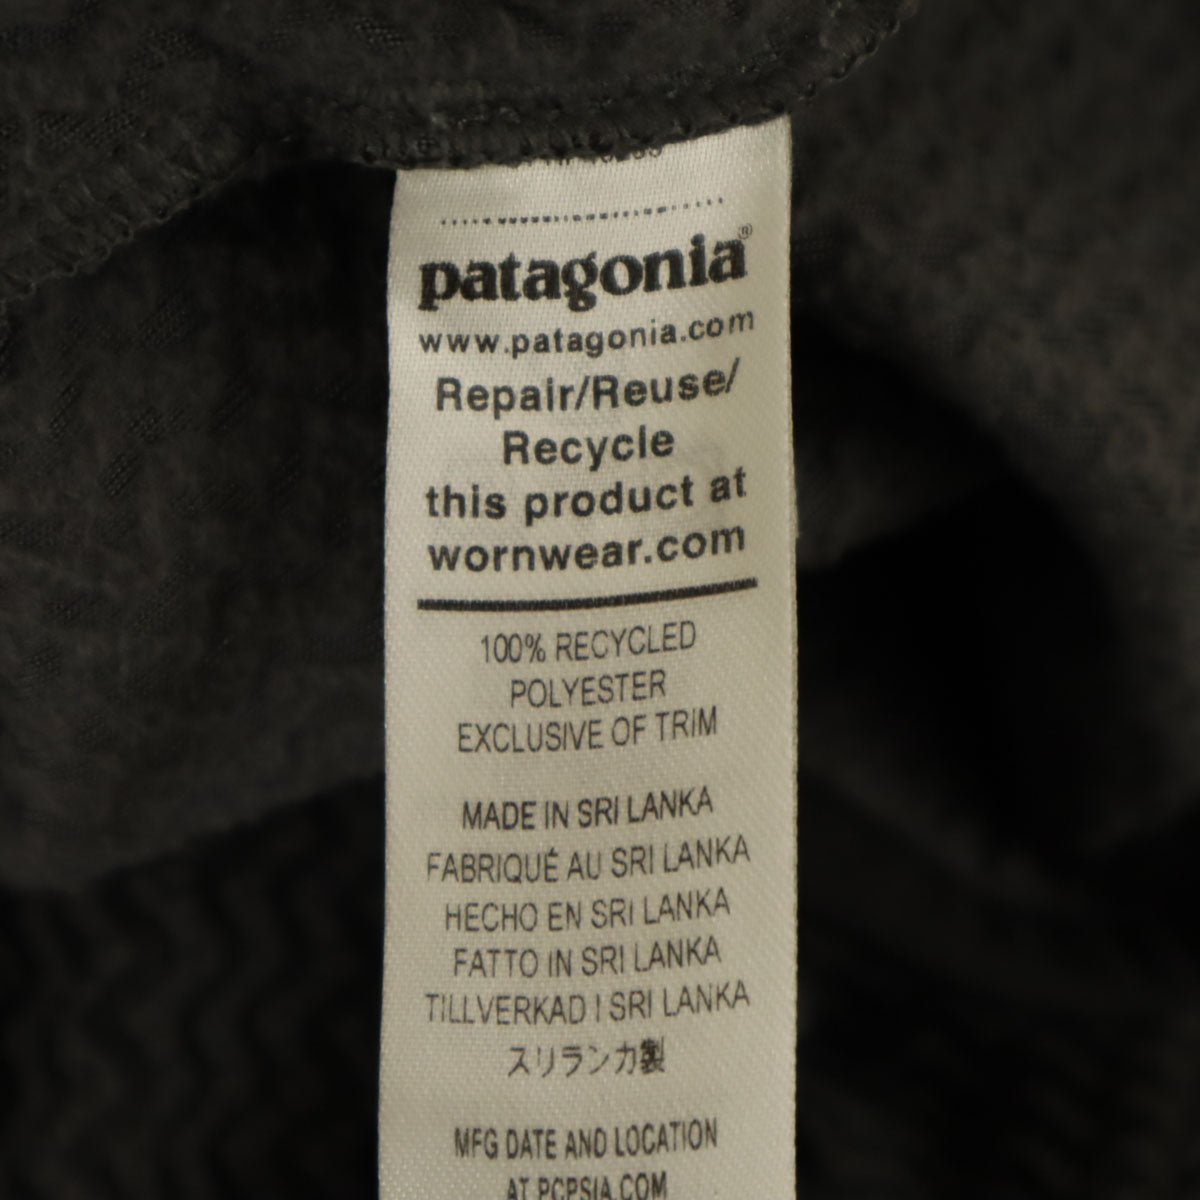 patagonia®
www.patagonia.com
Repair/Reuse/
Recycle
this product at
wornwear.com
100% RECYCLED
POLYESTER
EXCLUSIVE OF TRIM
MADE IN SRI LANKA
FABRIQUÉ AU SRI LANKA
HECHO EN SRI LANKA
FATTO IN SRI LANKA
TILLVERKAD I SRI LANKA
スリランカ製
MFG DATE AND LOCATION
AT PCPSIA.COM